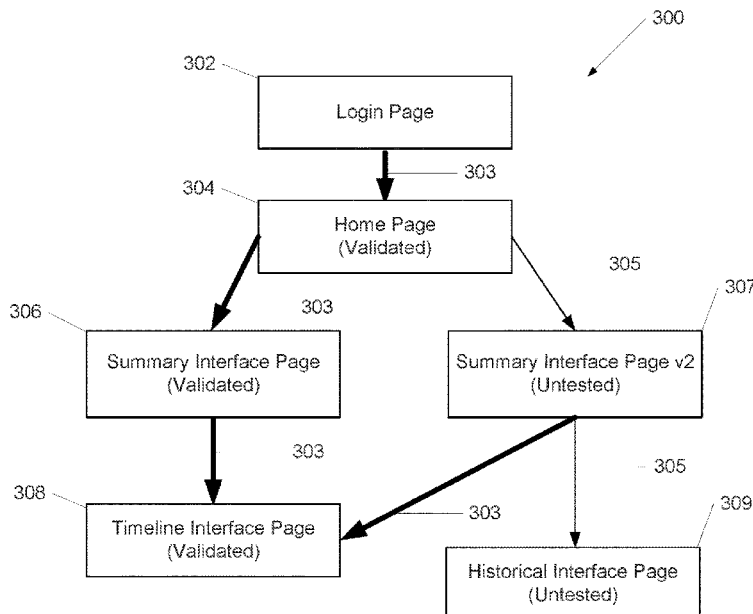 300
302
Login Page
303
304
Home Page
(Validated)
305
303
306
307
Summary Interface Page
(Validated)
Summary Interface Page v2
(Untested)
303
305
308
303
309
Timeline Interface Page
(Validated)
Historical Interface Page
(Untested)